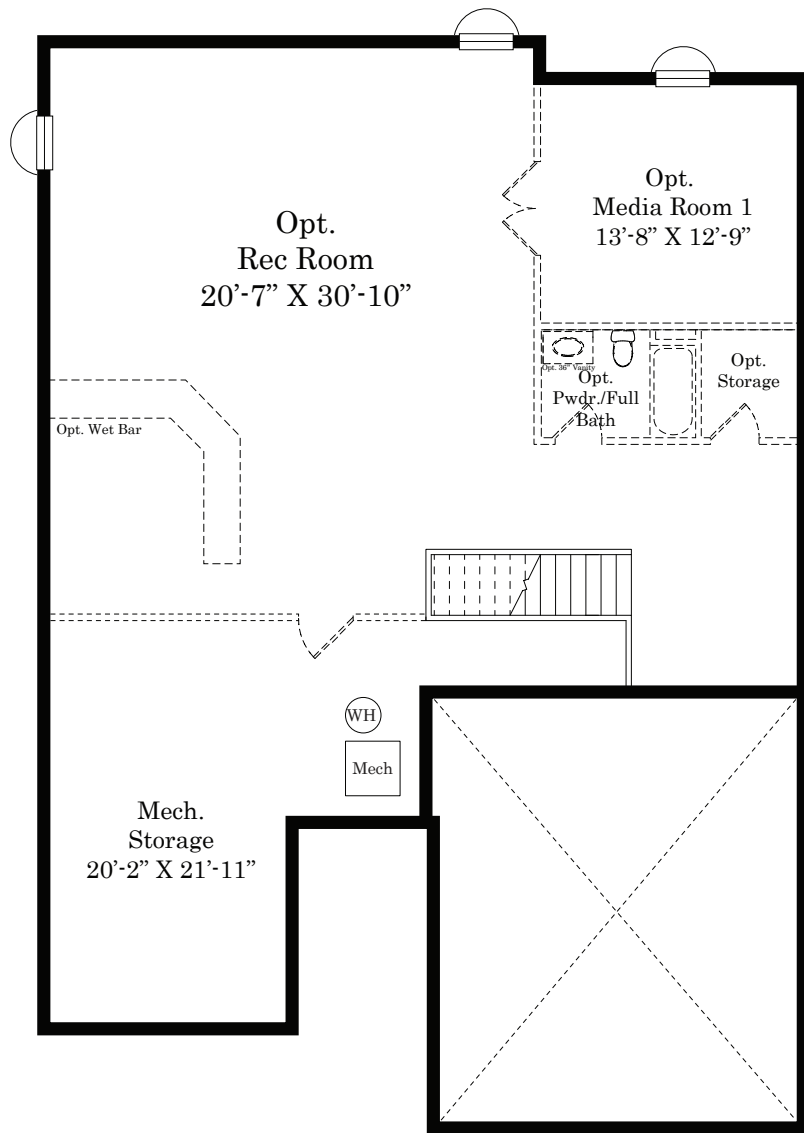 Opt.
Rec Room
20’-7” X 30’-10”
Opt.
Media Room 1
13’-8” X 12’-9”
Opt. 36” Vanity
Opt.
Pwdr./Full
Bath
Opt.
Storage
Opt. Wet Bar
WH
Mech
Mech.
Storage
20’-2” X 21’-11”